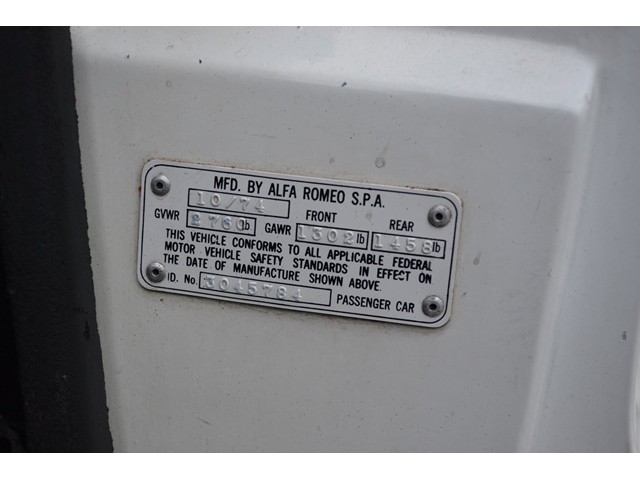 MFD. BY ALFA ROMEO S.P.A.
10/74 FRONT REAR
GVWR 2760 lb GAWR 1302 lb 1458 lb
THIS VEHICLE CONFORMS TO ALL APPLICABLE FEDERAL
MOTOR VEHICLE SAFETY STANDARDS IN EFFECT ON
THE DATE OF MANUFACTURE SHOWN ABOVE.
ID. No. 3045784 PASSENGER CAR